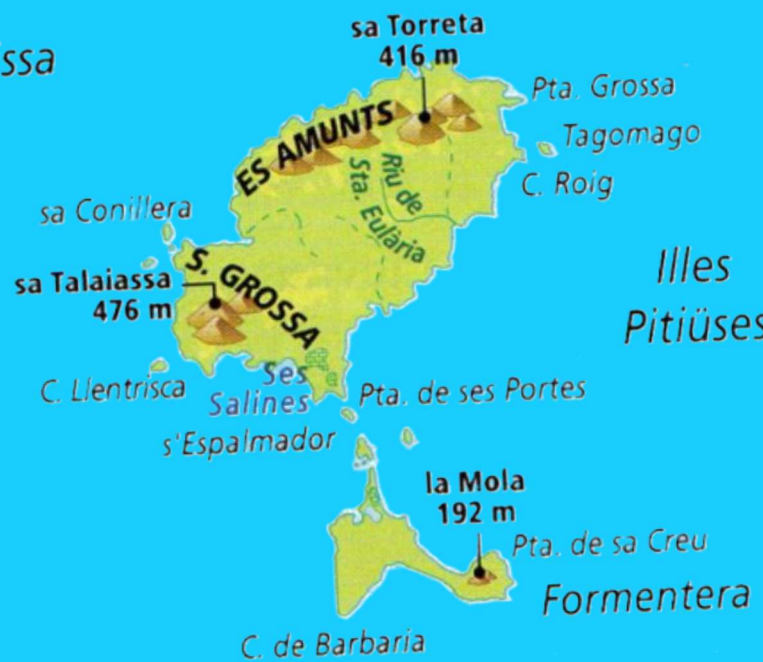 ssa
sa Torreta
416 m
Pta. Grossa
Tagomago
C. Roig
ES AMUNTS
Riu de
Sta. Eulària
sa Conillera
S. GROSSA
sa Talaiassa
476 m
Illes
Pitiüses
C. Llentrisca
Ses
Salines
Pta. de ses Portes
s'Espalmador
la Mola
192 m
Pta. de sa Creu
Formentera
C. de Barbaria